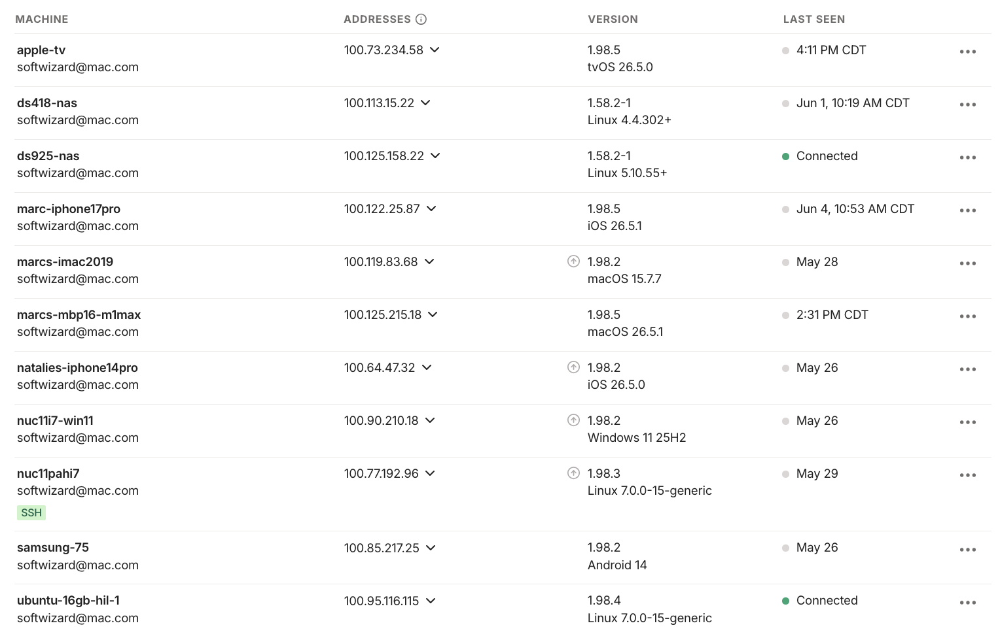 MACHINE ADDRESSES VERSION LAST SEEN
apple-tv 100.73.234.58 1.98.5 4:11 PM CDT
softwizard@mac.com tvOS 26.5.0
ds418-nas 100.113.15.22 1.58.2-1 Jun 1, 10:19 AM CDT
softwizard@mac.com Linux 4.4.302+
ds925-nas 100.125.158.22 1.58.2-1 Connected
softwizard@mac.com Linux 5.10.55+
marc-iphone17pro 100.122.25.87 1.98.5 Jun 4, 10:53 AM CDT
softwizard@mac.com iOS 26.5.1
marcs-imac2019 100.119.83.68 1.98.2 May 28
softwizard@mac.com macOS 15.7.7
marcs-mbp16-m1max 100.125.215.18 1.98.5 2:31 PM CDT
softwizard@mac.com macOS 26.5.1
natalies-iphone14pro 100.64.47.32 1.98.2 May 26
softwizard@mac.com iOS 26.5.0
nuc11i7-win11 100.90.210.18 1.98.2 May 26
softwizard@mac.com Windows 11 25H2
nuc11pahi7 100.77.192.96 1.98.3 May 29
softwizard@mac.com Linux 7.0.0-15-generic
SSH
samsung-75 100.85.217.25 1.98.2 May 26
softwizard@mac.com Android 14
ubuntu-16gb-hil-1 100.95.116.115 1.98.4 Connected
softwizard@mac.com Linux 7.0.0-15-generic